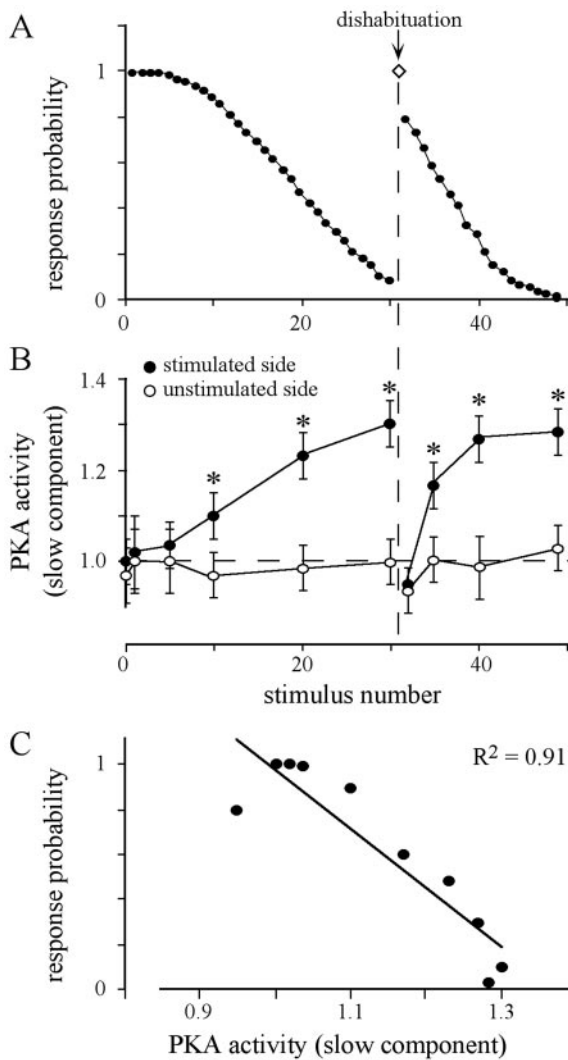 A
dishabituation
response probability
1
0
0 20 40
B
● stimulated side
○ unstimulated side
PKA activity
(slow component)
1.4
1.2
1.0
* * * * * *
0 20 40
stimulus number
C
response probability
1
0
R² = 0.91
0.9 1.1 1.3
PKA activity (slow component)